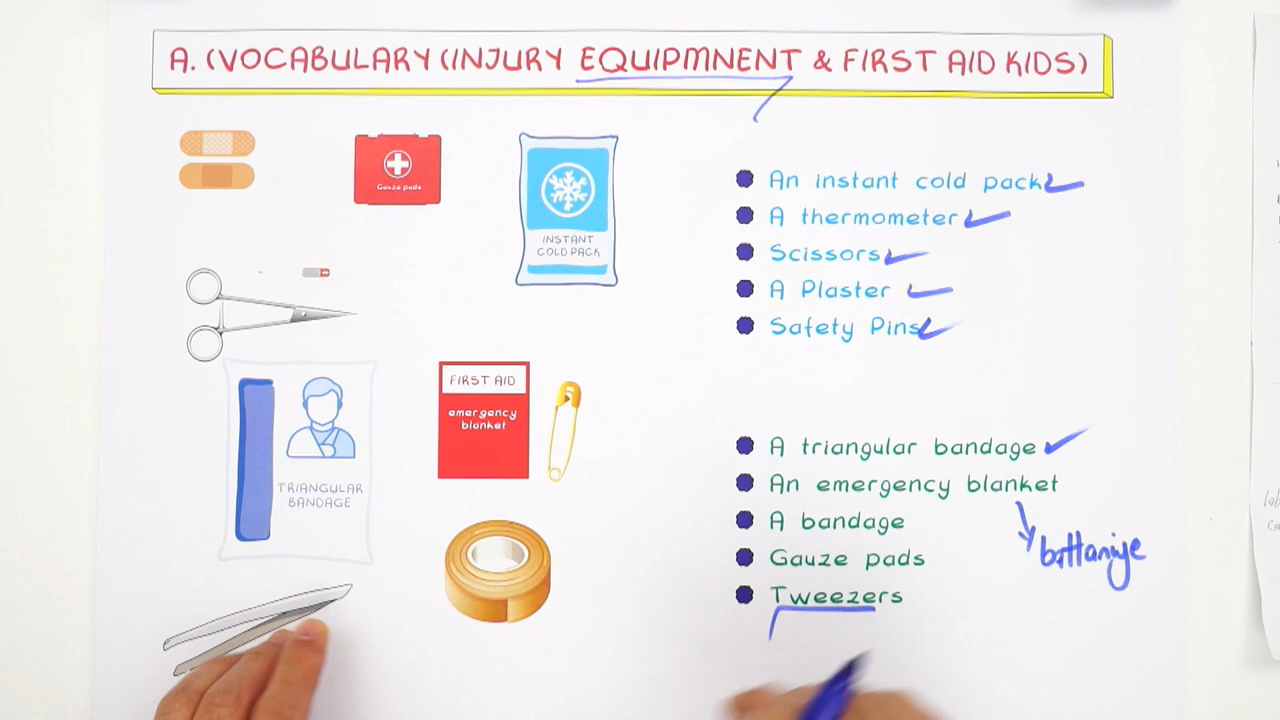 A. (VOCABULARY (INJURY EQUIPMNENT & FIRST AID KIDS)
Gauze pads
INSTANT
COLD PACK
An instant cold pack
A thermometer
Scissors
A Plaster
Safety Pins
FIRST AID
emergency
blanket
TRIANGULAR
BANDAGE
A triangular bandage
An emergency blanket
battaniye
A bandage
Gauze pads
Tweezers